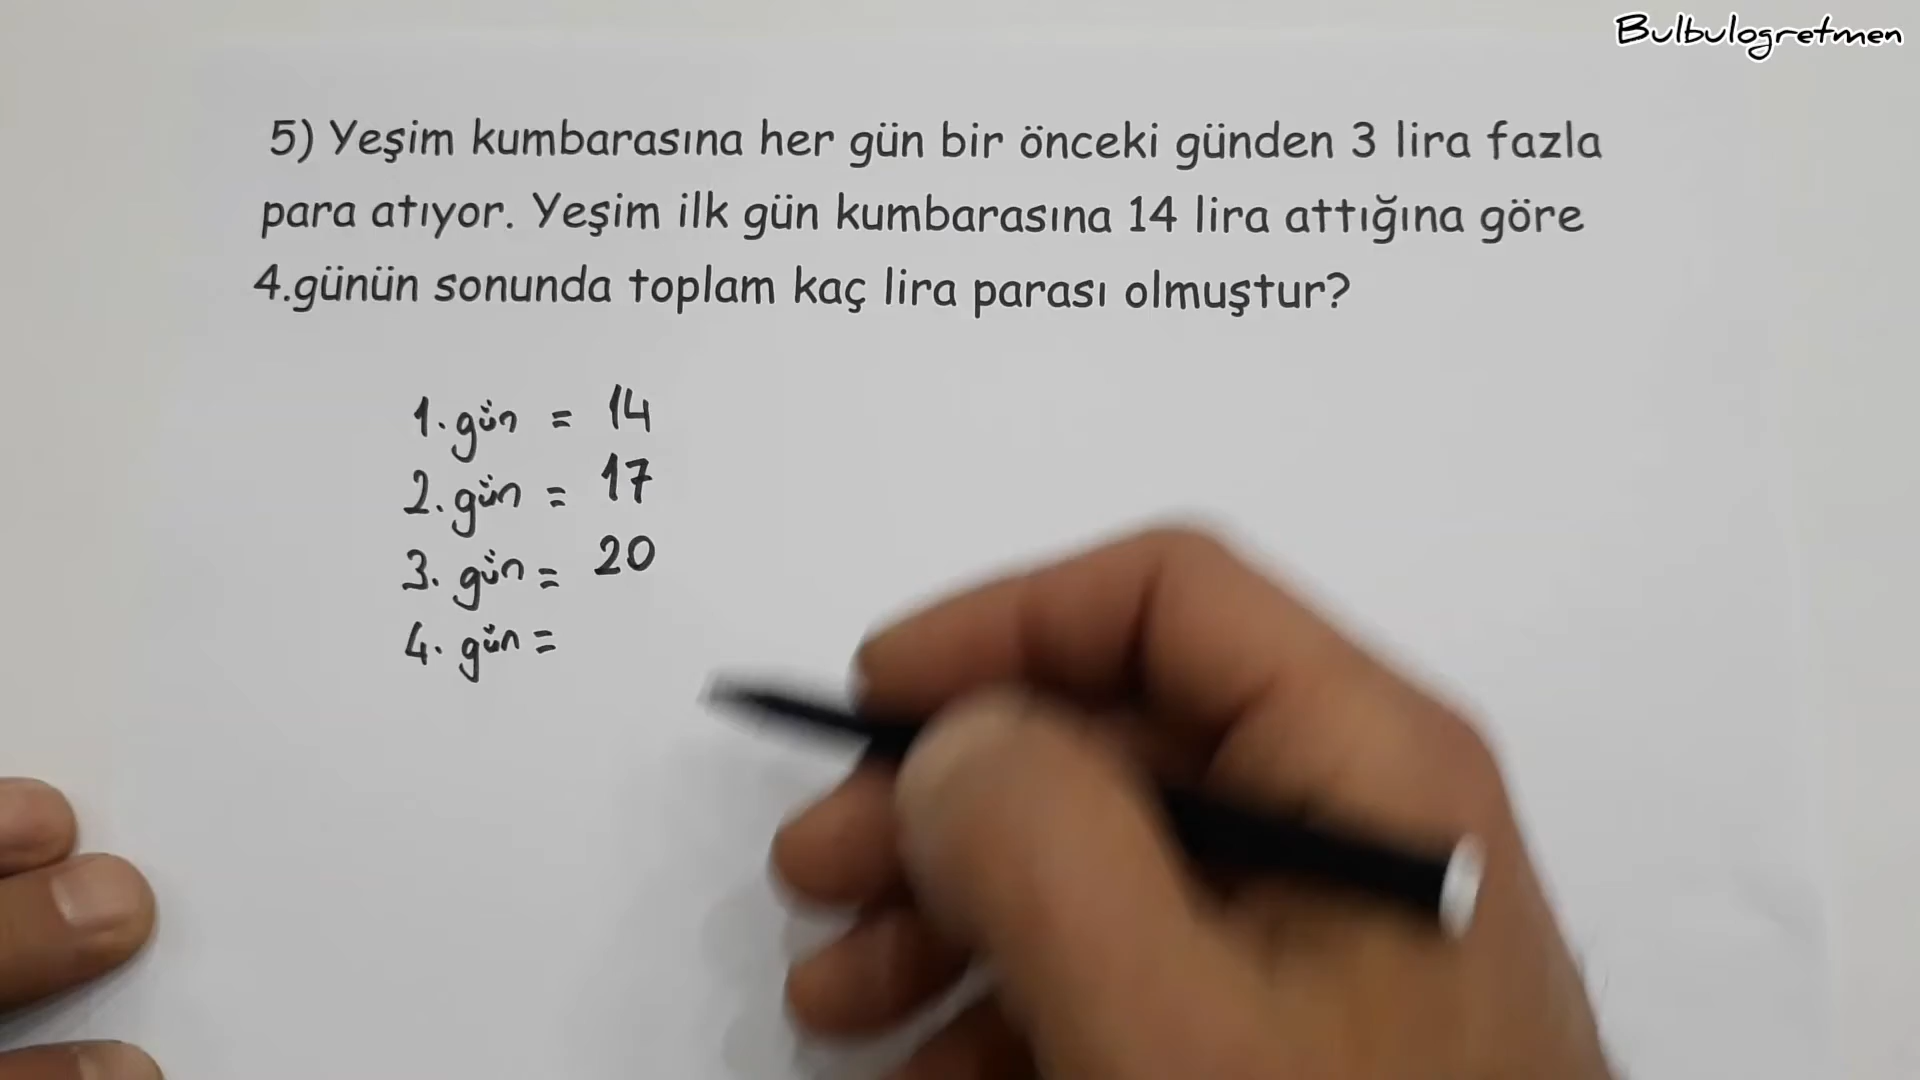 Bulbulogretmen
5) Yeşim kumbarasına her gün bir önceki günden 3 lira fazla
para atıyor. Yeşim ilk gün kumbarasına 14 lira attığına göre
4.günün sonunda toplam kaç lira parası olmuştur?
1. gün = 14
2. gün = 17
3. gün = 20
4. gün =